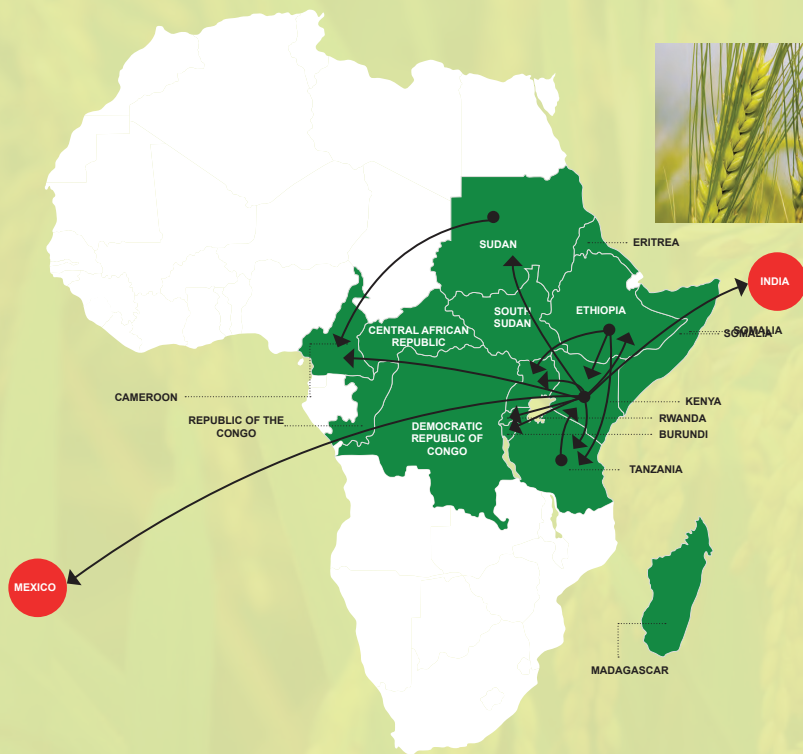 SUDAN
ERITREA
INDIA
SOUTH
SUDAN
ETHIOPIA
CENTRAL AFRICAN
REPUBLIC
SOMALIA
SOMALIA
CAMEROON
KENYA
REPUBLIC OF THE
CONGO
RWANDA
DEMOCRATIC
REPUBLIC OF
CONGO
BURUNDI
TANZANIA
MEXICO
MADAGASCAR